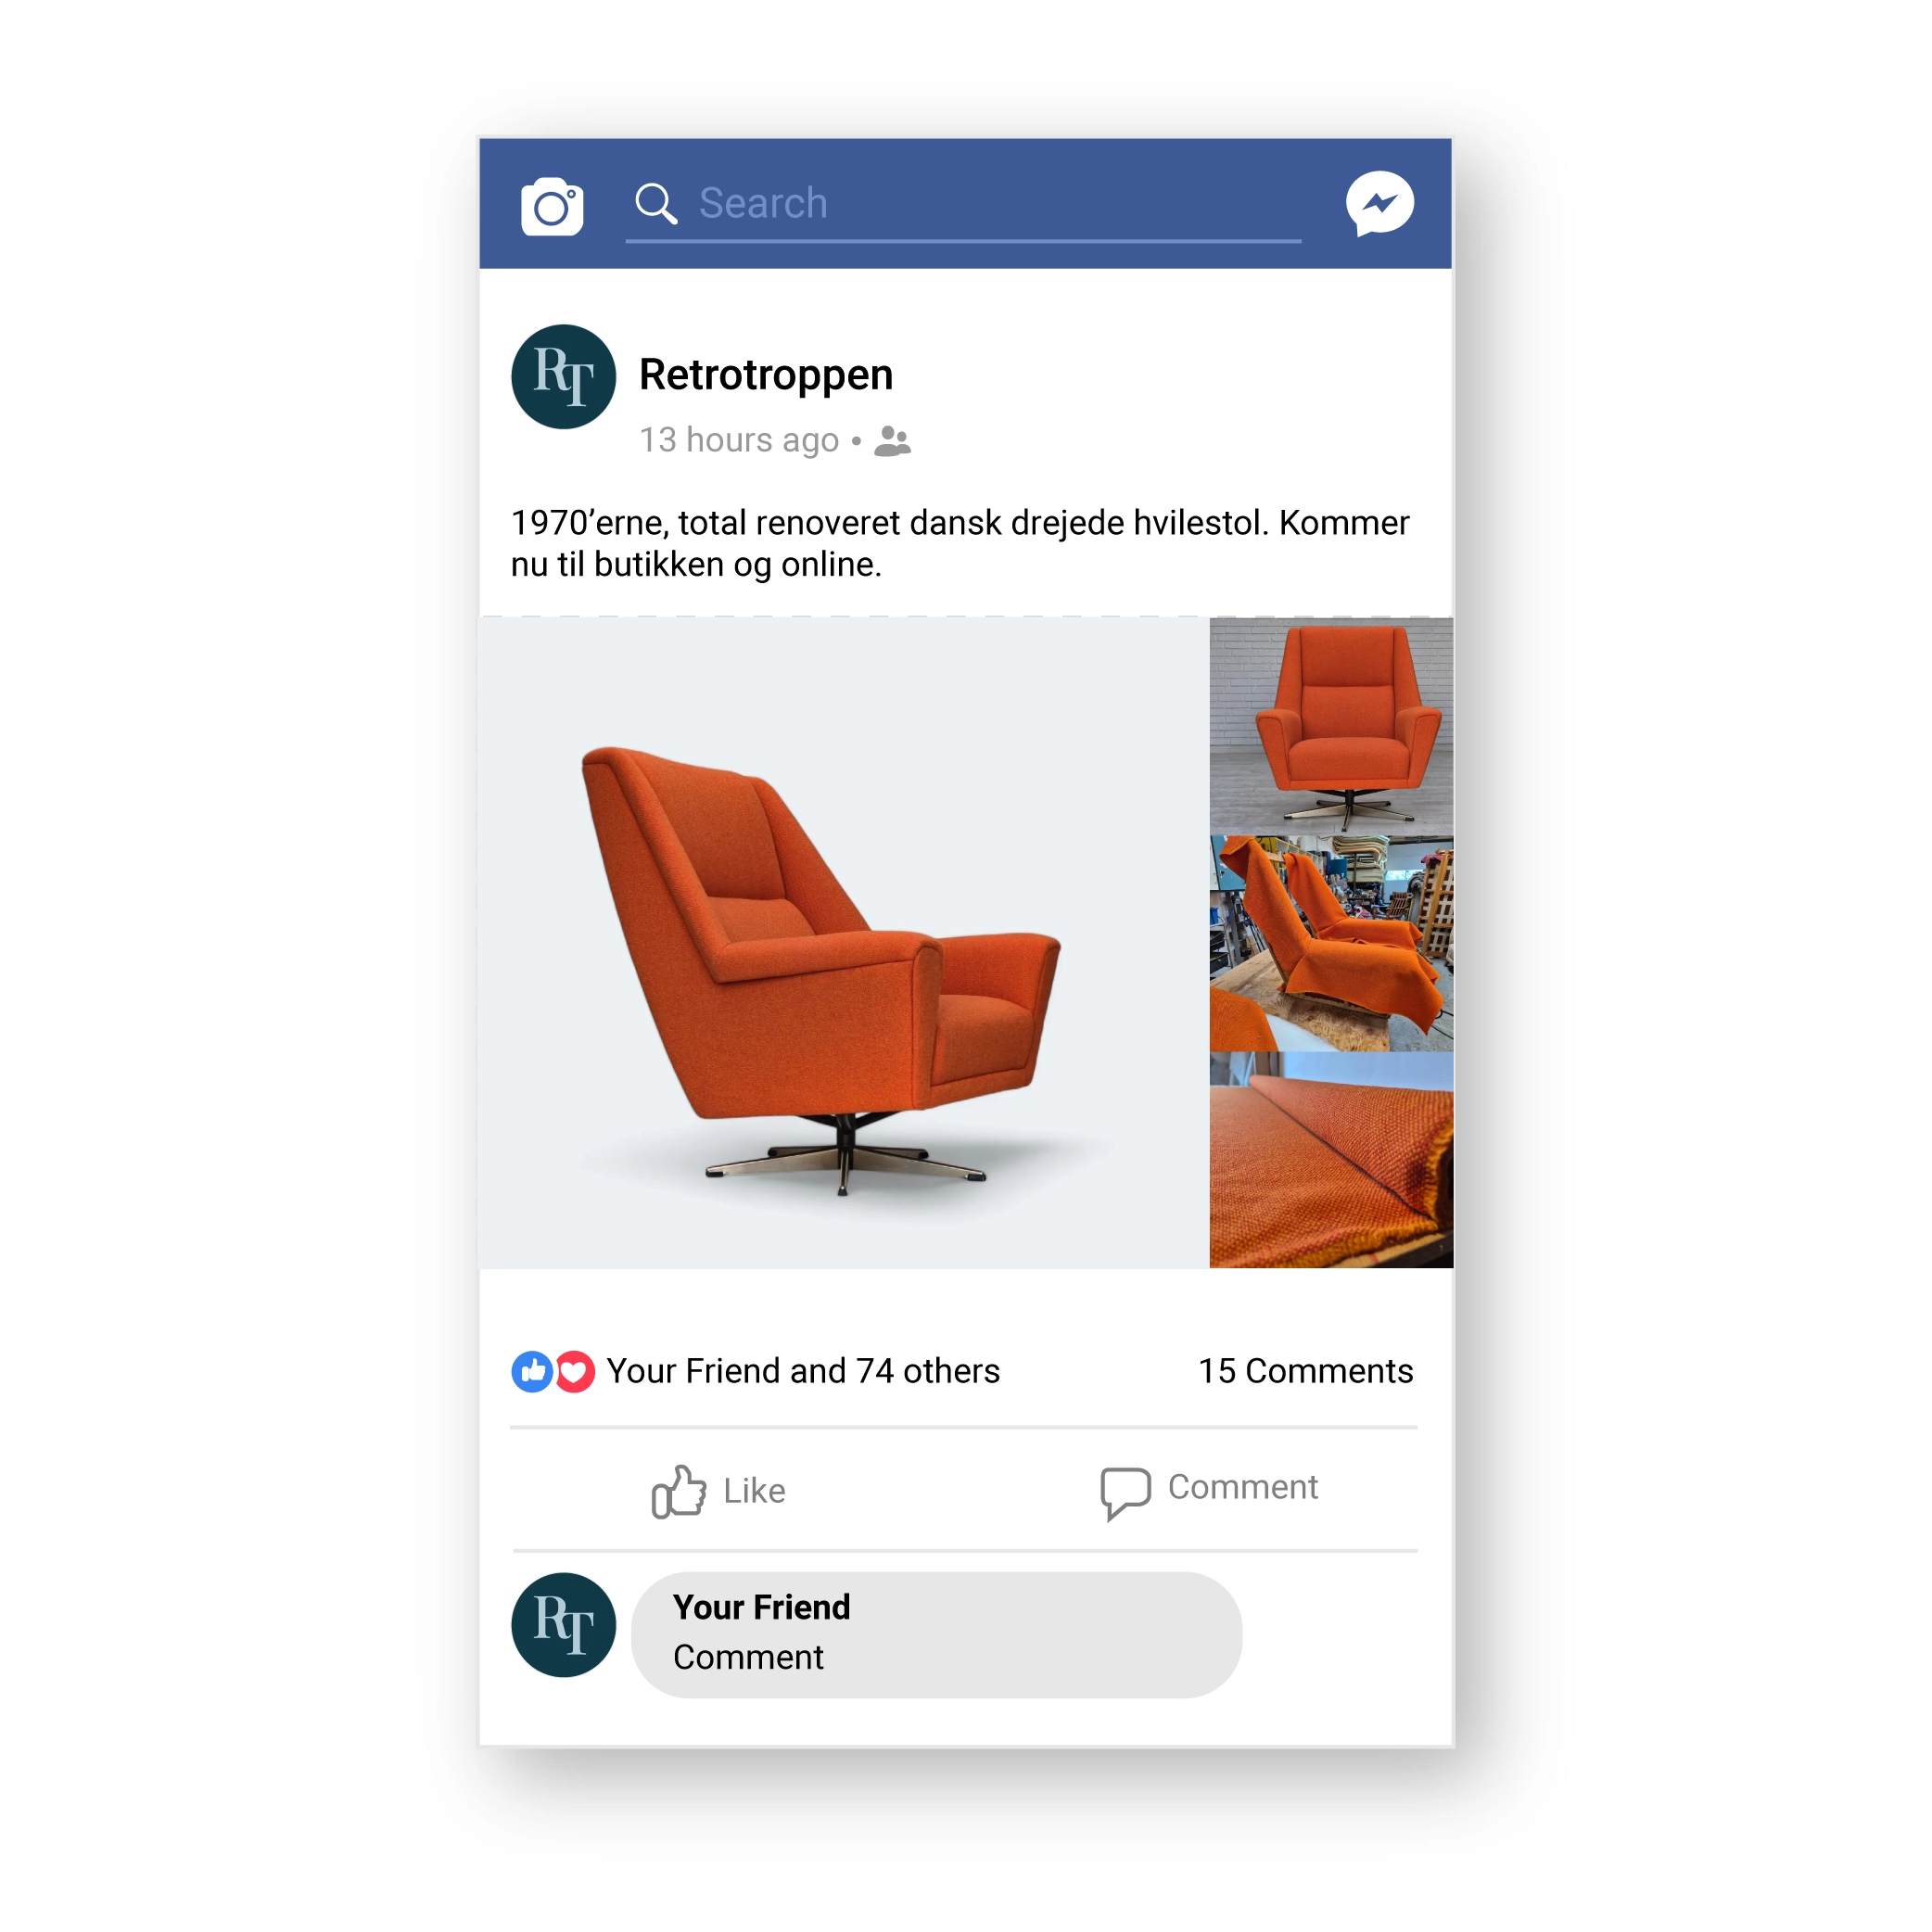 Search
RT
Retrotroppen
13 hours ago •
1970’erne, total renoveret dansk drejede hvilestol. Kommer
nu til butikken og online.
Your Friend and 74 others
15 Comments
Like
Comment
RT
Your Friend
Comment